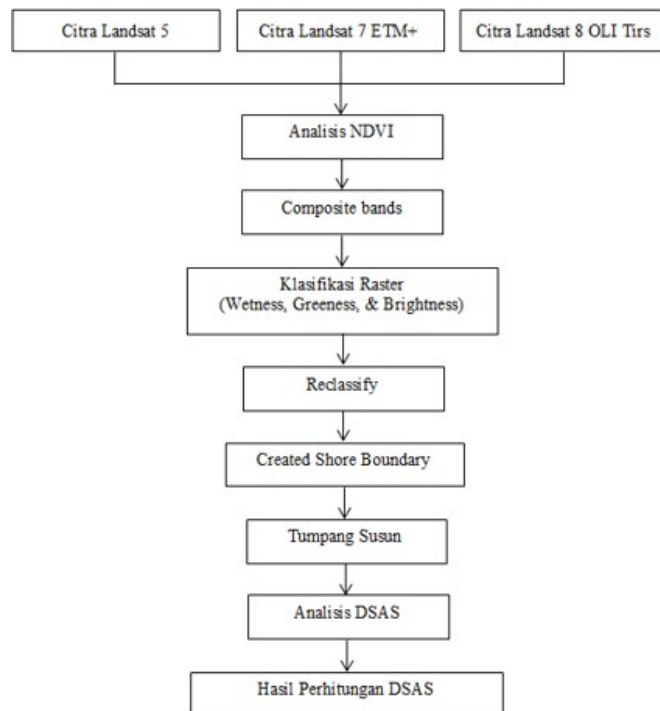 Citra Landsat 5
Citra Landsat 7 ETM+
Citra Landsat 8 OLI Tirs
Analisis NDVI
Composite bands
Klasifikasi Raster
(Wetness, Greeness, & Brightness)
Reclassify
Created Shore Boundary
Tumpang Susun
Analisis DSAS
Hasil Perhitungan DSAS